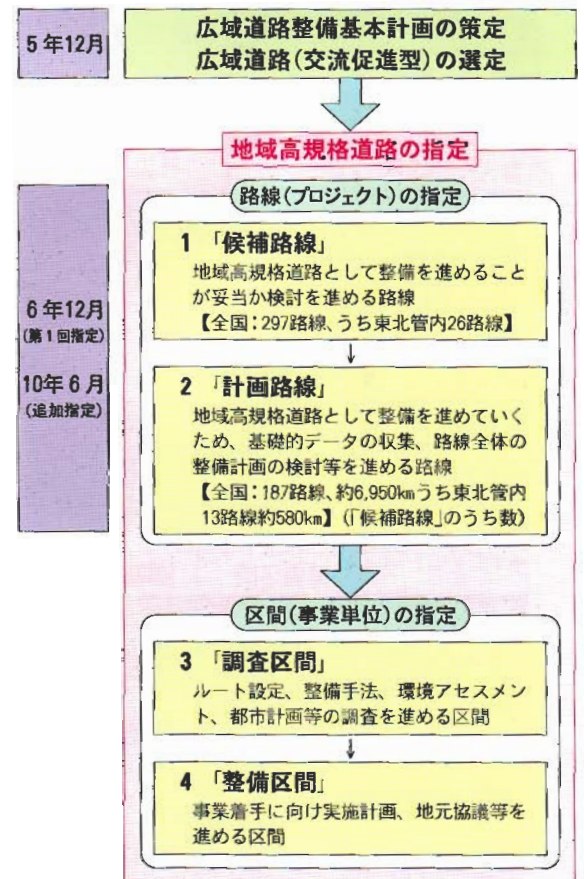 5年12月
広域道路整備基本計画の策定
広域道路(交流促進型)の選定
地域高規格道路の指定
6年12月
(第1回指定)
10年6月
(追加指定)
路線(プロジェクト)の指定
1 「候補路線」
地域高規格道路として整備を進めること
が妥当か検討を進める路線
【全国:297路線、うち東北管内26路線】
↓
2 「計画路線」
地域高規格道路として整備を進めていく
ため、基礎的データの収集、路線全体の
整備計画の検討等を進める路線
【全国:187路線、約6,950㎞うち東北管内
13路線約580㎞】(「候補路線」のうち数)
区間(事業単位)の指定
3 「調査区間」
ルート設定、整備手法、環境アセスメン
ト、都市計画等の調査を進める区間
↓
4 「整備区間」
事業着手に向け実施計画、地元協議等を
進める区間